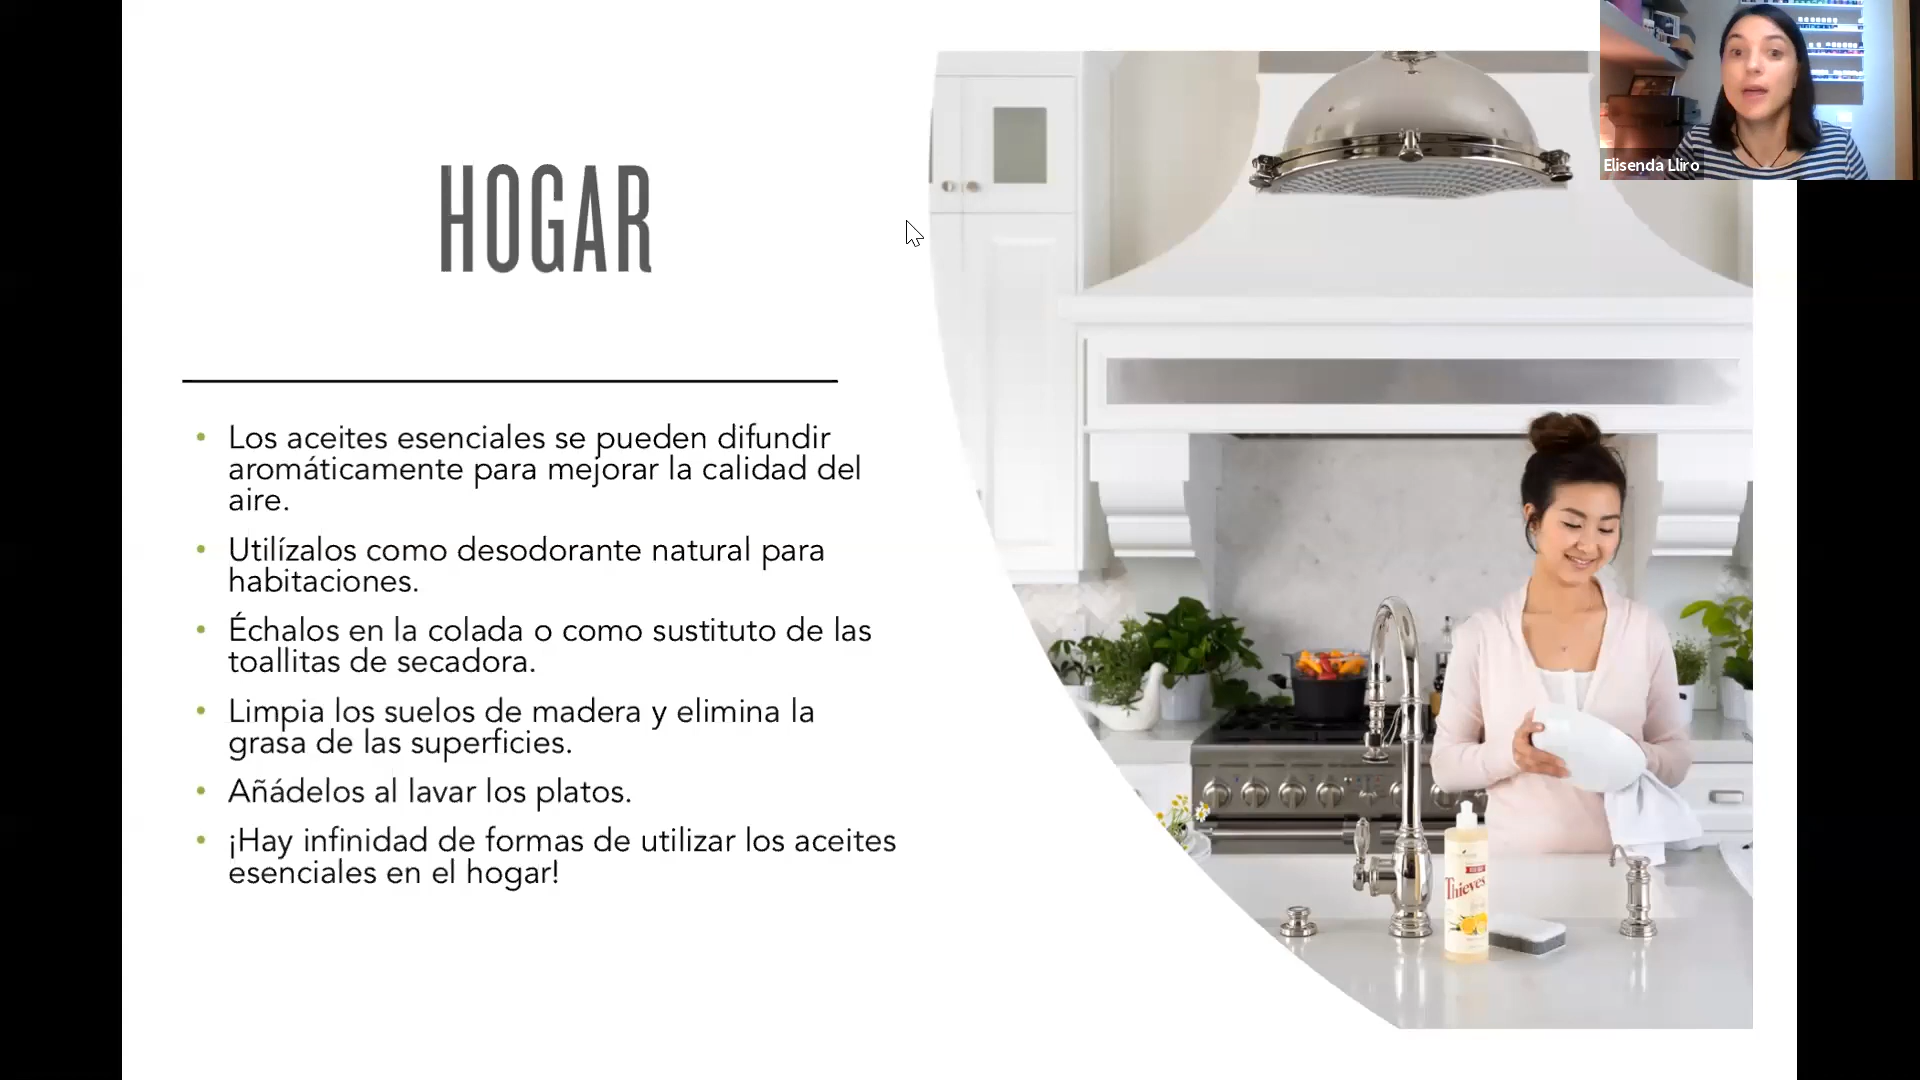 HOGAR
Elisenda Lliro
• Los aceites esenciales se pueden difundir
aromáticamente para mejorar la calidad del
aire.
• Utilízalos como desodorante natural para
habitaciones.
• Échalos en la colada o como sustituto de las
toallitas de secadora.
• Limpia los suelos de madera y elimina la
grasa de las superficies.
• Añádelos al lavar los platos.
• ¡Hay infinidad de formas de utilizar los aceites
esenciales en el hogar!
Thieves